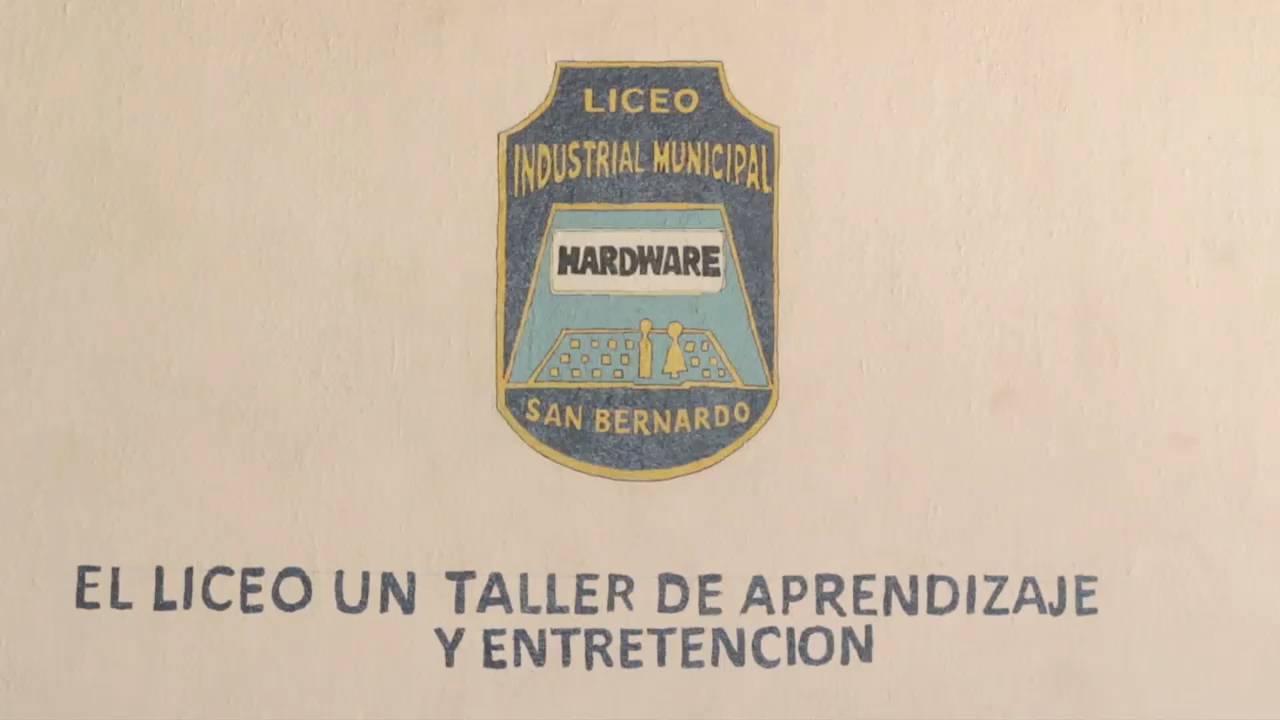 LICEO
INDUSTRIAL MUNICIPAL
HARDWARE
SAN BERNARDO
EL LICEO UN TALLER DE APRENDIZAJE
Y ENTRETENCION